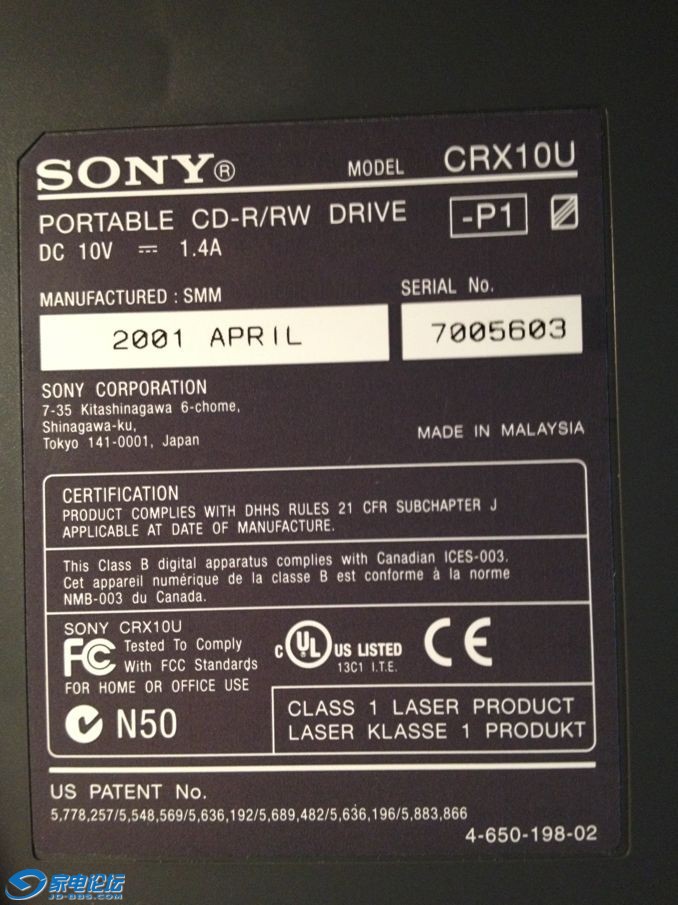 SONY® MODEL CRX10U
PORTABLE CD-R/RW DRIVE -P1
DC 10V ⎓ 1.4A
MANUFACTURED : SMM SERIAL No.
2001 APRIL 7005603
SONY CORPORATION
7-35 Kitashinagawa 6-chome,
Shinagawa-ku,
Tokyo 141-0001, Japan
MADE IN MALAYSIA
CERTIFICATION
PRODUCT COMPLIES WITH DHHS RULES 21 CFR SUBCHAPTER J
APPLICABLE AT DATE OF MANUFACTURE.
This Class B digital apparatus complies with Canadian ICES-003.
Cet appareil numérique de la classe B est conforme à la norme
NMB-003 du Canada.
SONY CRX10U
FC Tested To Comply
With FCC Standards
FOR HOME OR OFFICE USE
C UL US LISTED
13C1 I.T.E.
CE
N50
CLASS 1 LASER PRODUCT
LASER KLASSE 1 PRODUKT
US PATENT No.
5,778,257/5,548,569/5,636,192/5,689,482/5,636,196/5,883,866
4-650-198-02
家电论坛
JD-BBS.COM